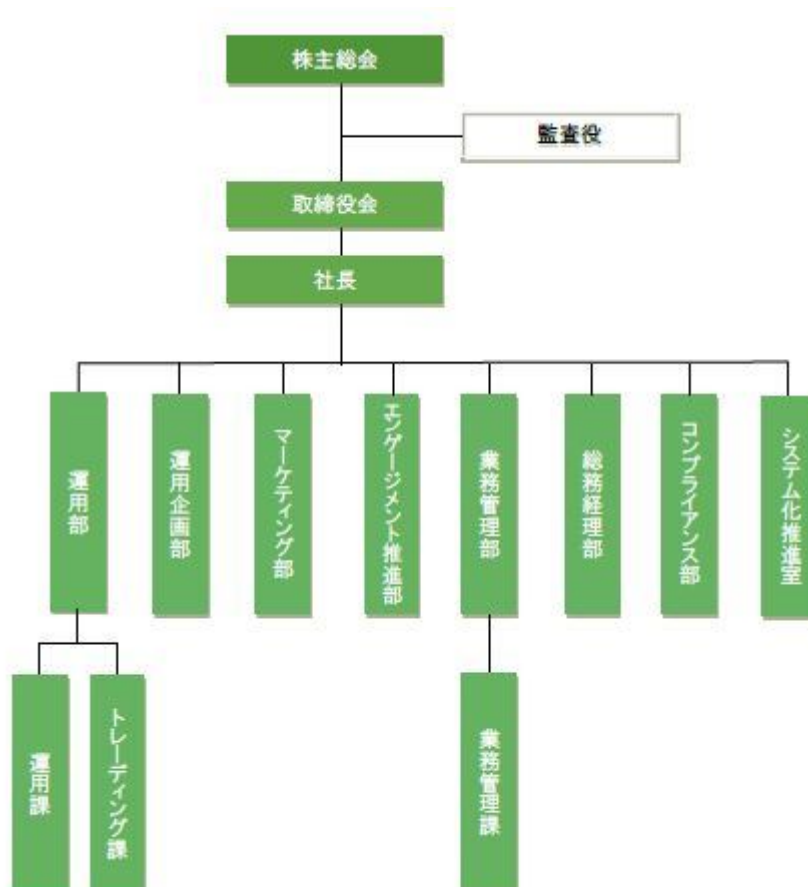 株主総会
監査役
取締役会
社長
運用部
運用企画部
マーケティング部
エンゲージメント推進部
業務管理部
総務経理部
コンプライアンス部
システム化推進室
運用課
トレーディング課
業務管理課